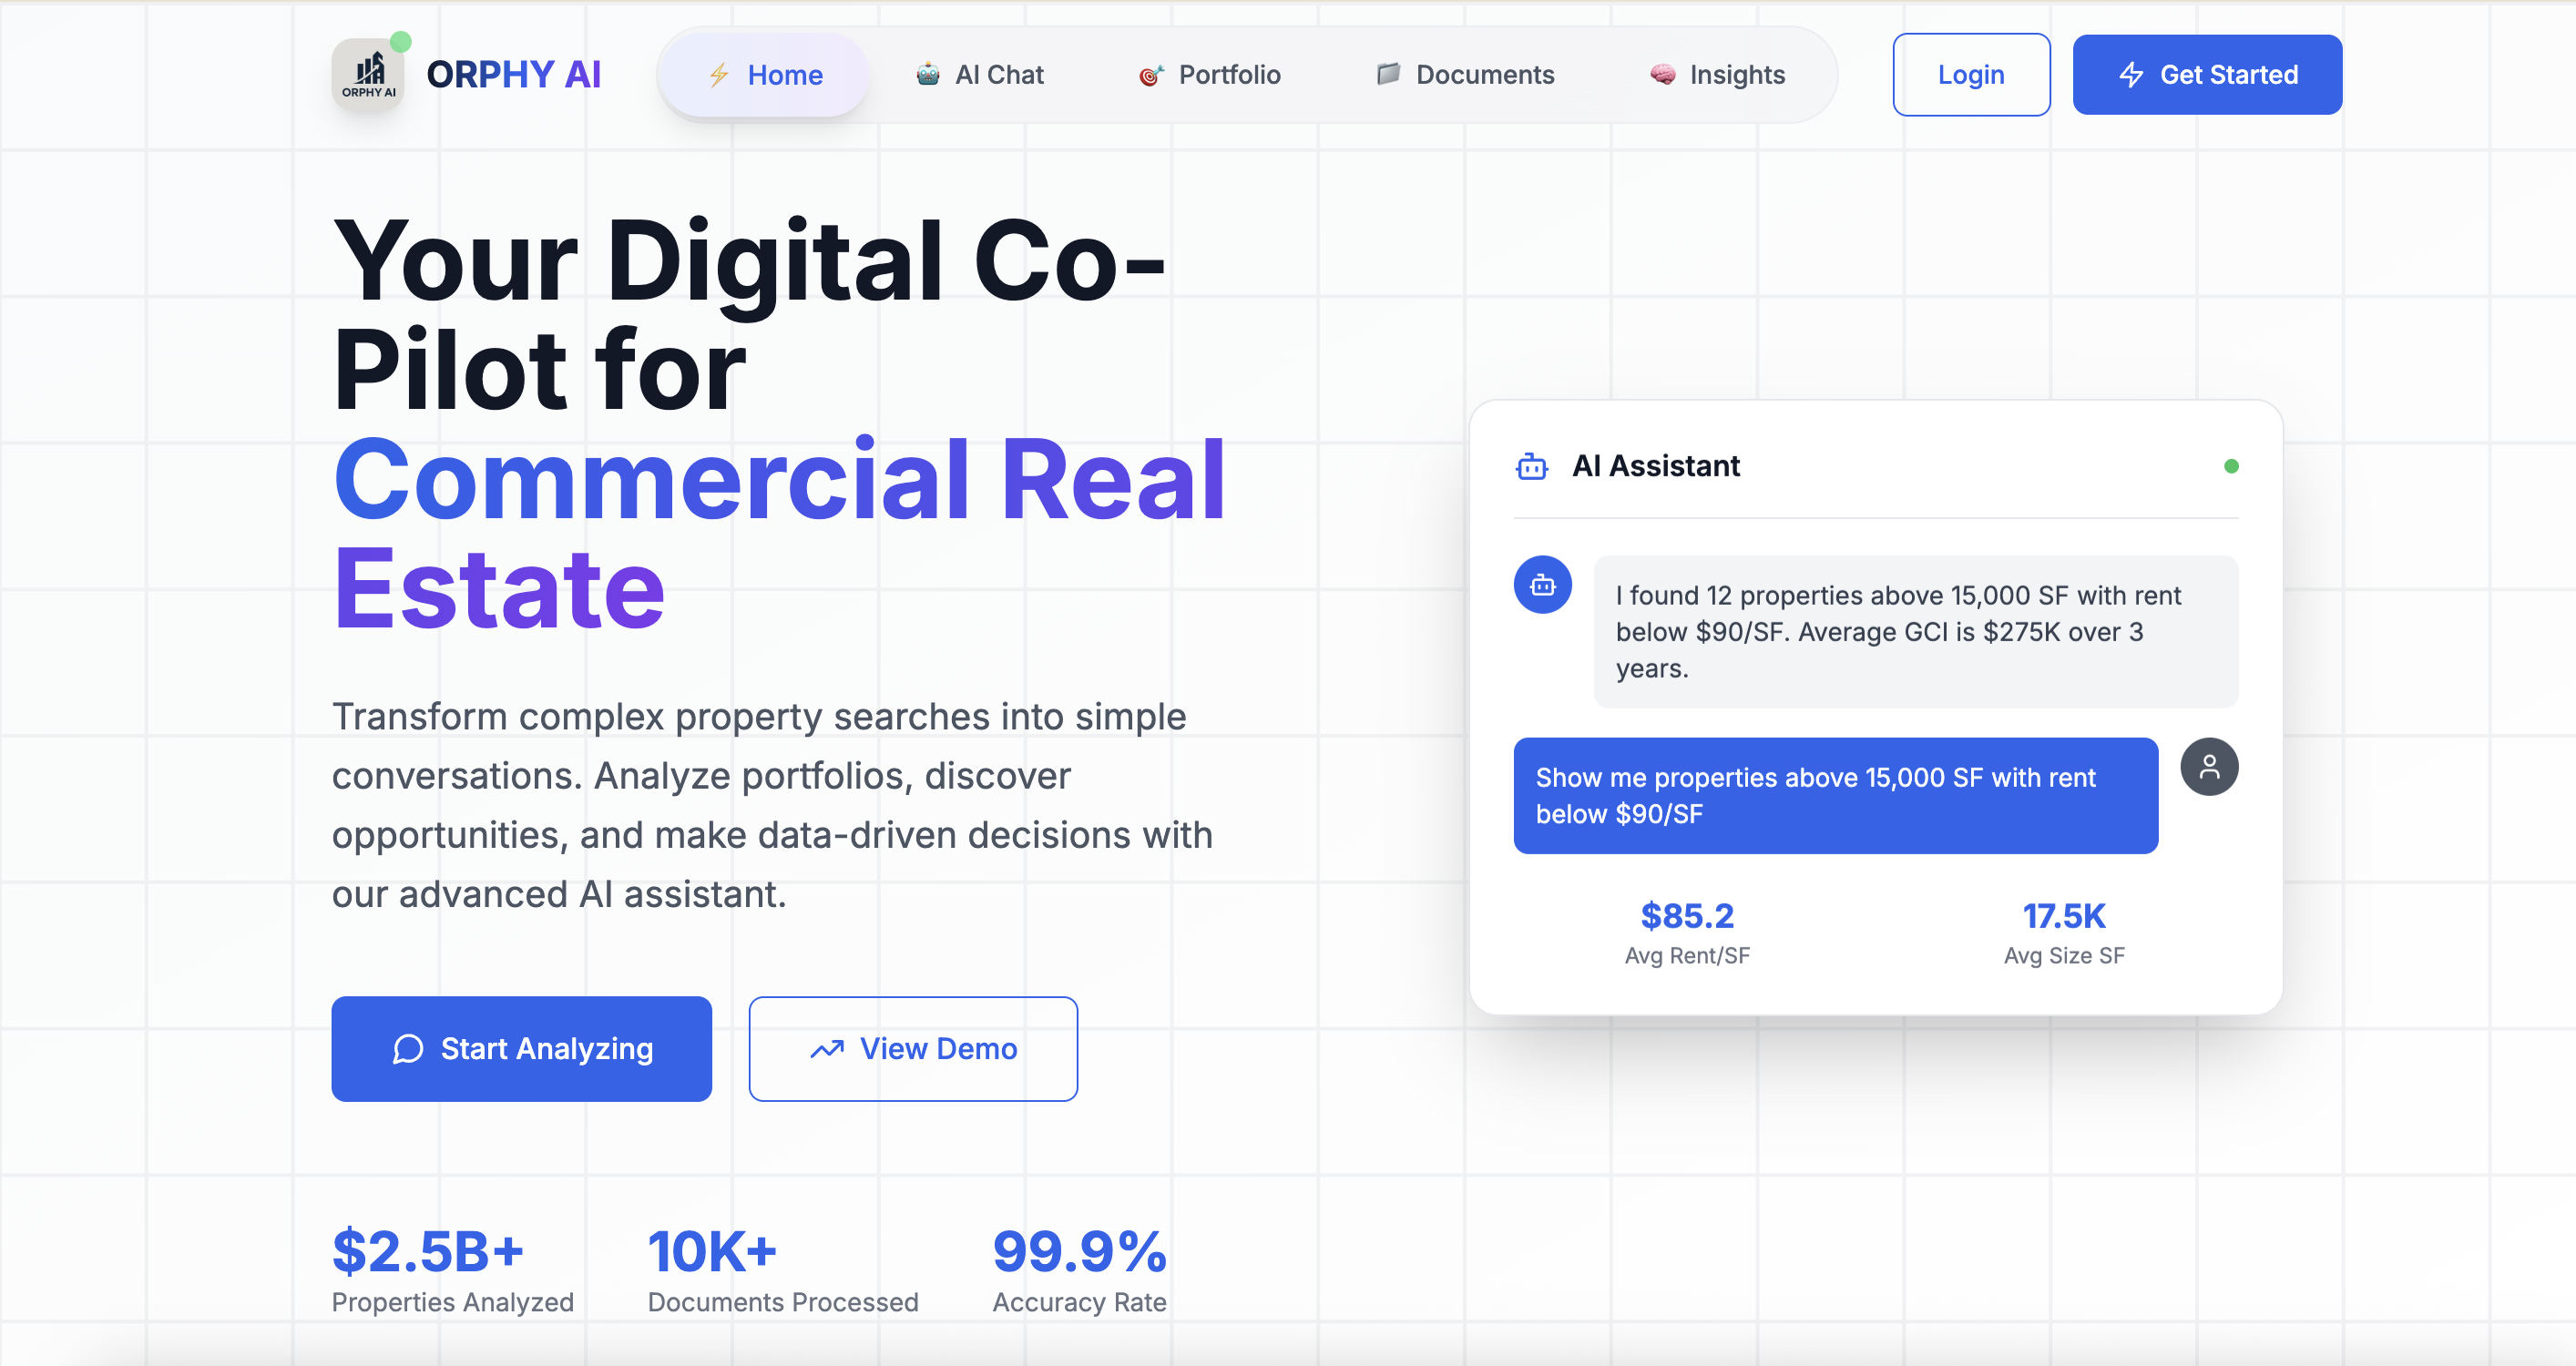 ORPHY AI
ORPHY AI
Home
AI Chat
Portfolio
Documents
Insights
Login
Get Started
Your Digital Co-
Pilot for
Commercial Real
Estate
Transform complex property searches into simple
conversations. Analyze portfolios, discover
opportunities, and make data-driven decisions with
our advanced AI assistant.
Start Analyzing
View Demo
$2.5B+
Properties Analyzed
10K+
Documents Processed
99.9%
Accuracy Rate
AI Assistant
I found 12 properties above 15,000 SF with rent
below $90/SF. Average GCI is $275K over 3
years.
Show me properties above 15,000 SF with rent
below $90/SF
$85.2
Avg Rent/SF
17.5K
Avg Size SF